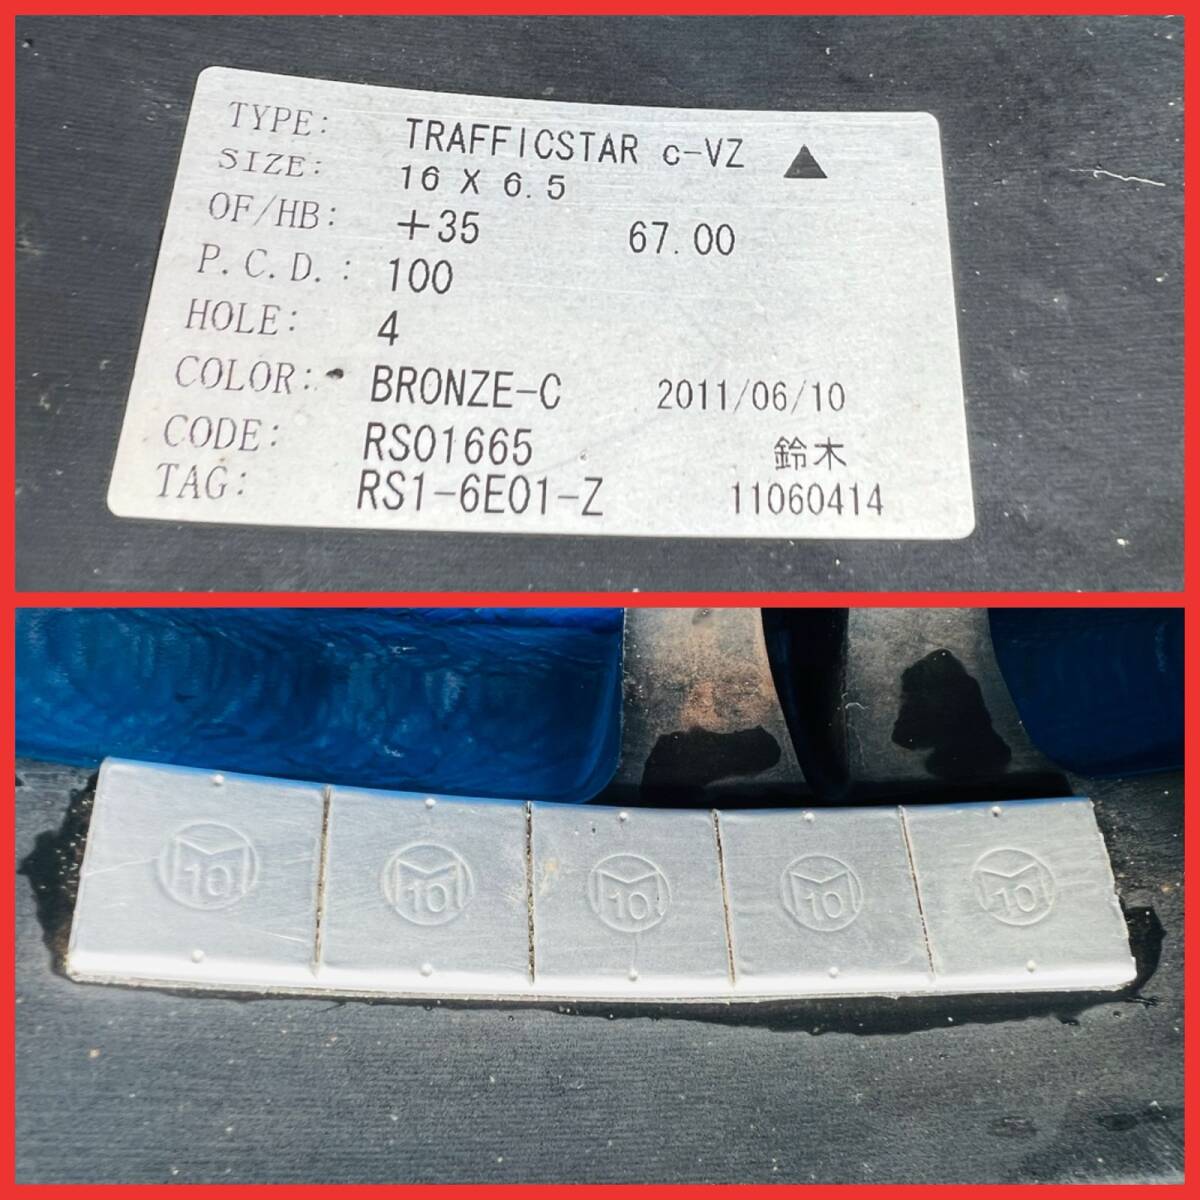 TYPE: TRAFFICSTAR c-VZ ▲
SIZE: 16 X 6.5
OF/HB: +35 67.00
P.C.D.: 100
HOLE: 4
COLOR: BRONZE-C 2011/06/10
CODE: RS01665 鈴木
TAG: RS1-6E01-Z 11060414
M 10 M 10 M 10 M 10 M 10